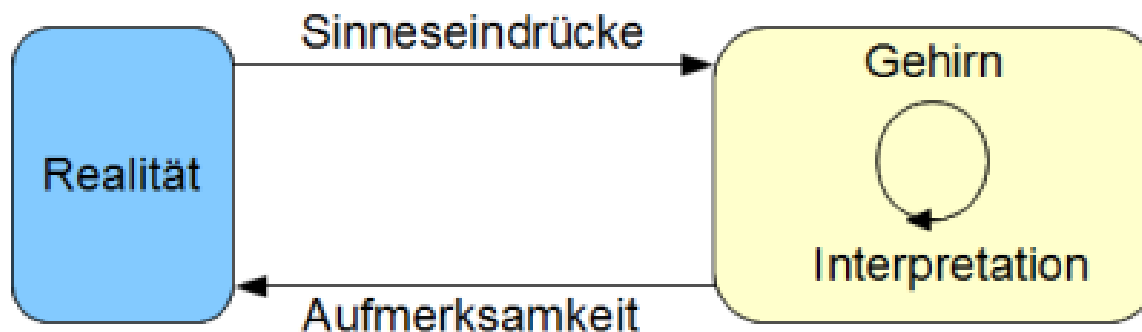 Sinneseindrücke
Realität
Gehirn
Interpretation
Aufmerksamkeit